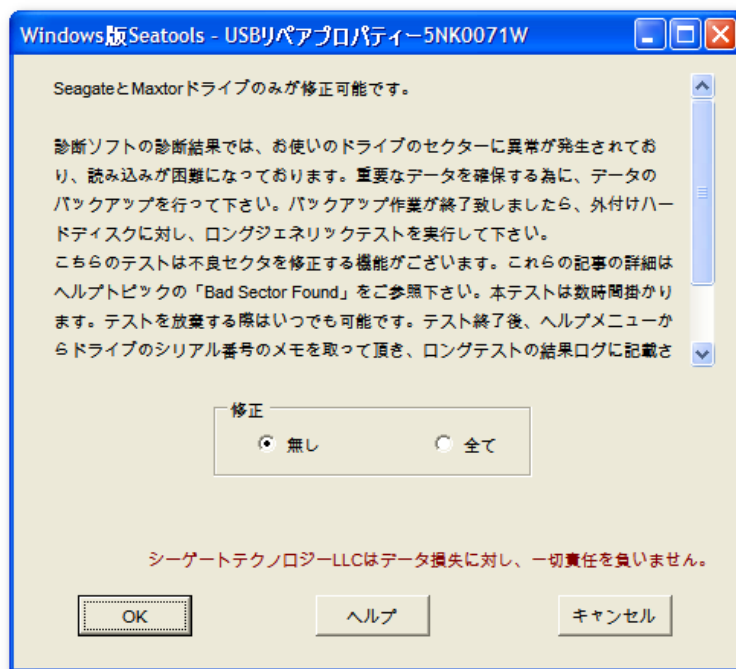 Windows版Seatools - USBリペアプロパティー5NK0071W
SeagateとMaxtorドライブのみが修正可能です。
診断ソフトの診断結果では、お使いのドライブのセクターに異常が発生されてお
り、読み込みが困難になっております。重要なデータを確保する為に、データの
バックアップを行って下さい。バックアップ作業が終了致しましたら、外付けハー
ドディスクに対し、ロングジェネリックテストを実行して下さい。
こちらのテストは不良セクタを修正する機能がございます。これらの記事の詳細は
ヘルプトピックの「Bad Sector Found」をご参照下さい。本テストは数時間掛かり
ます。テストを放棄する際はいつでも可能です。テスト終了後、ヘルプメニューか
らドライブのシリアル番号のメモを取って頂き、ロングテストの結果ログに記載さ
修正
無し 全て
シーゲートテクノロジーLLCはデータ損失に対し、一切責任を負いません。
OK ヘルプ キャンセル